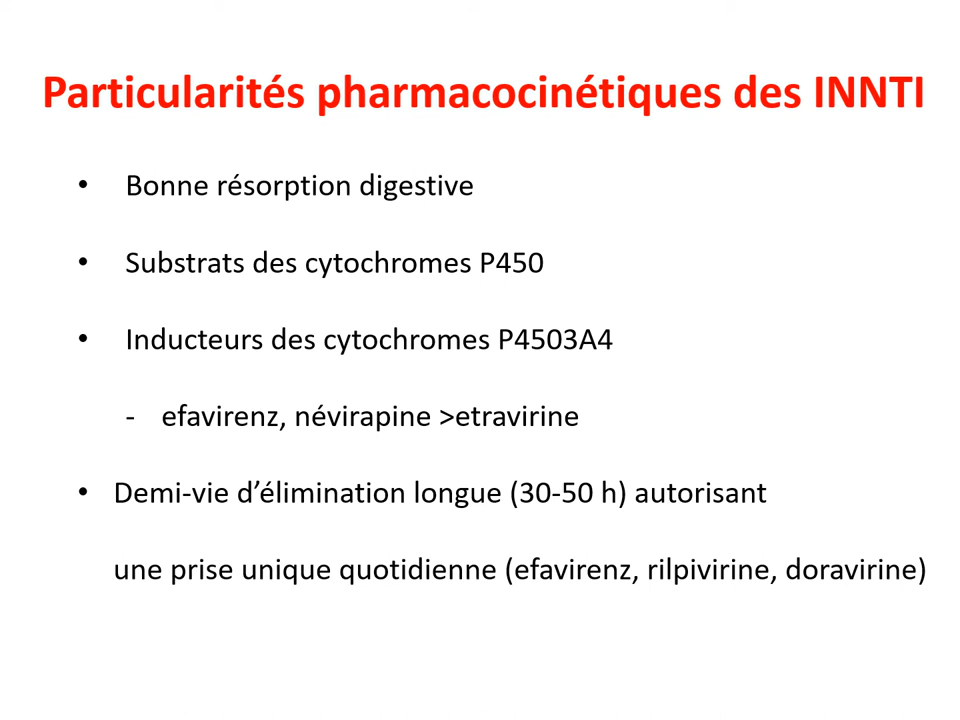 Particularités pharmacocinétiques des INNTI
• Bonne résorption digestive
• Substrats des cytochromes P450
• Inducteurs des cytochromes P4503A4
- efavirenz, névirapine >etravirine
• Demi-vie d’élimination longue (30-50 h) autorisant
une prise unique quotidienne (efavirenz, rilpivirine, doravirine)